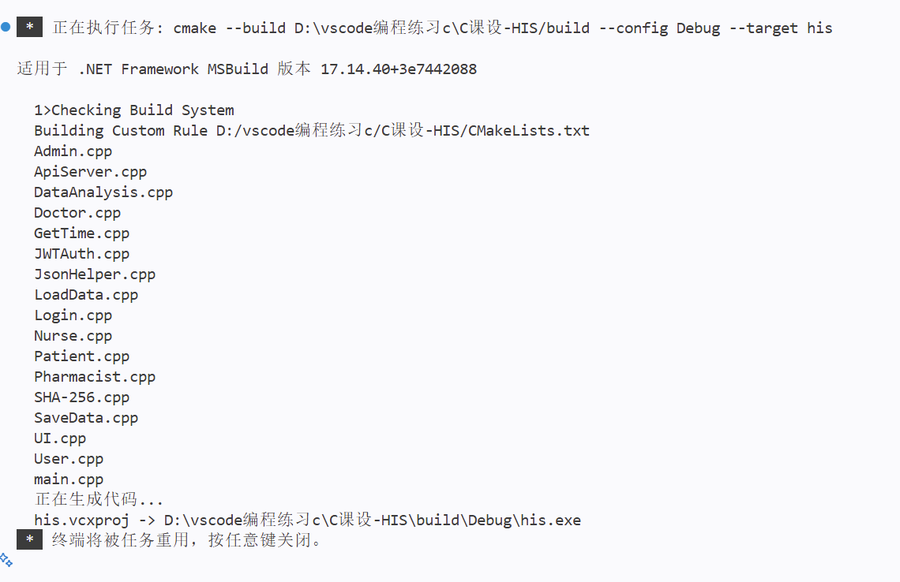 * 正在执行任务: cmake --build D:\vscode编程练习c\C课设-HIS/build --config Debug --target his
适用于 .NET Framework MSBuild 版本 17.14.40+3e7442088
1>Checking Build System
Building Custom Rule D:/vscode编程练习c/C课设-HIS/CMakeLists.txt
Admin.cpp
ApiServer.cpp
DataAnalysis.cpp
Doctor.cpp
GetTime.cpp
JWTAuth.cpp
JsonHelper.cpp
LoadData.cpp
Login.cpp
Nurse.cpp
Patient.cpp
Pharmacist.cpp
SHA-256.cpp
SaveData.cpp
UI.cpp
User.cpp
main.cpp
正在生成代码...
his.vcxproj -> D:\vscode编程练习c\C课设-HIS\build\Debug\his.exe
* 终端将被任务重用，按任意键关闭。